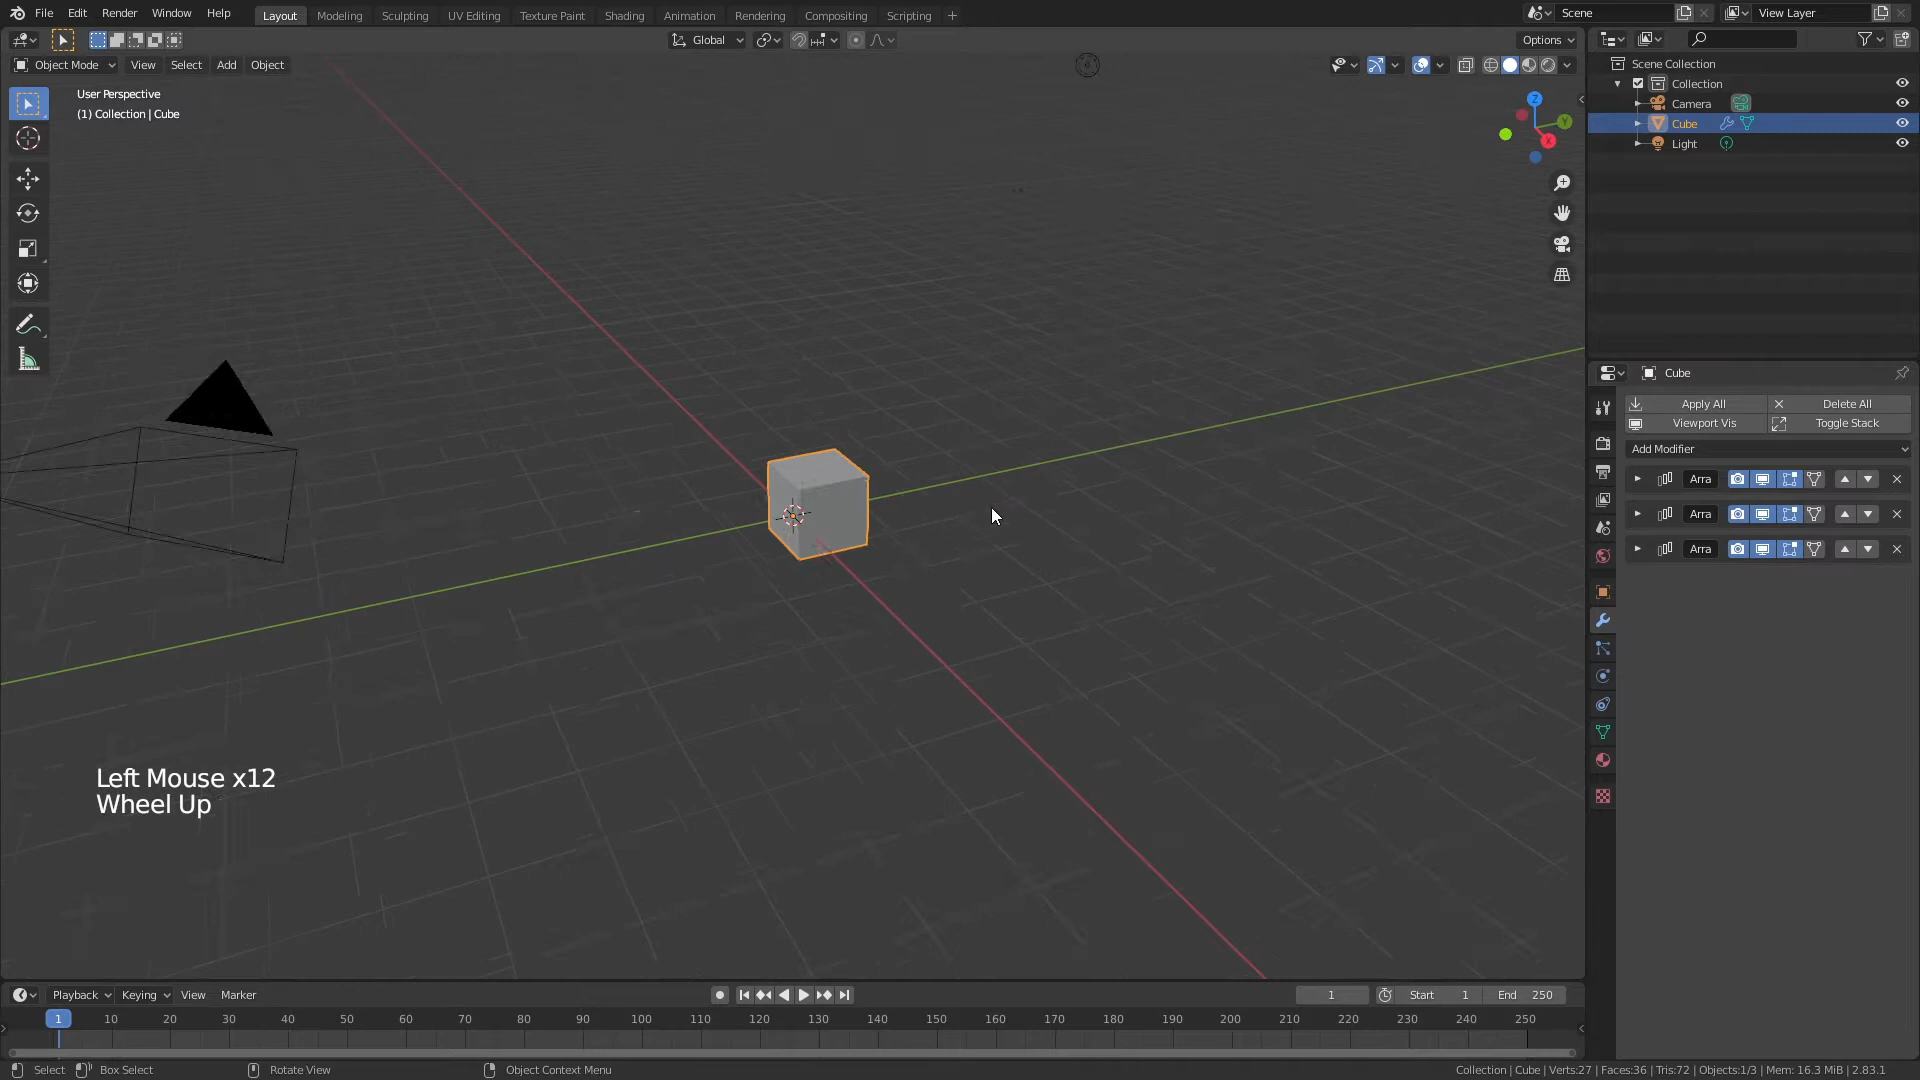 File Edit Render Window Help Layout Modeling Sculpting UV Editing Texture Paint Shading Animation Rendering Compositing Scripting + Scene View Layer
Global Options
Object Mode View Select Add Object
User Perspective
(1) Collection | Cube
Z
Y
X
Scene Collection
Collection
Camera
Cube
Light
Cube
Apply All Delete All
Viewport Vis Toggle Stack
Add Modifier
Arra
Arra
Arra
Left Mouse x12
Wheel Up
Playback Keying View Marker 1 Start 1 End 250
1 10 20 30 40 50 60 70 80 90 100 110 120 130 140 150 160 170 180 190 200 210 220 230 240 250
Select Box Select Rotate View Object Context Menu Collection | Cube | Verts:27 | Faces:36 | Tris:72 | Objects:1/3 | Mem: 16.3 MiB | 2.83.1